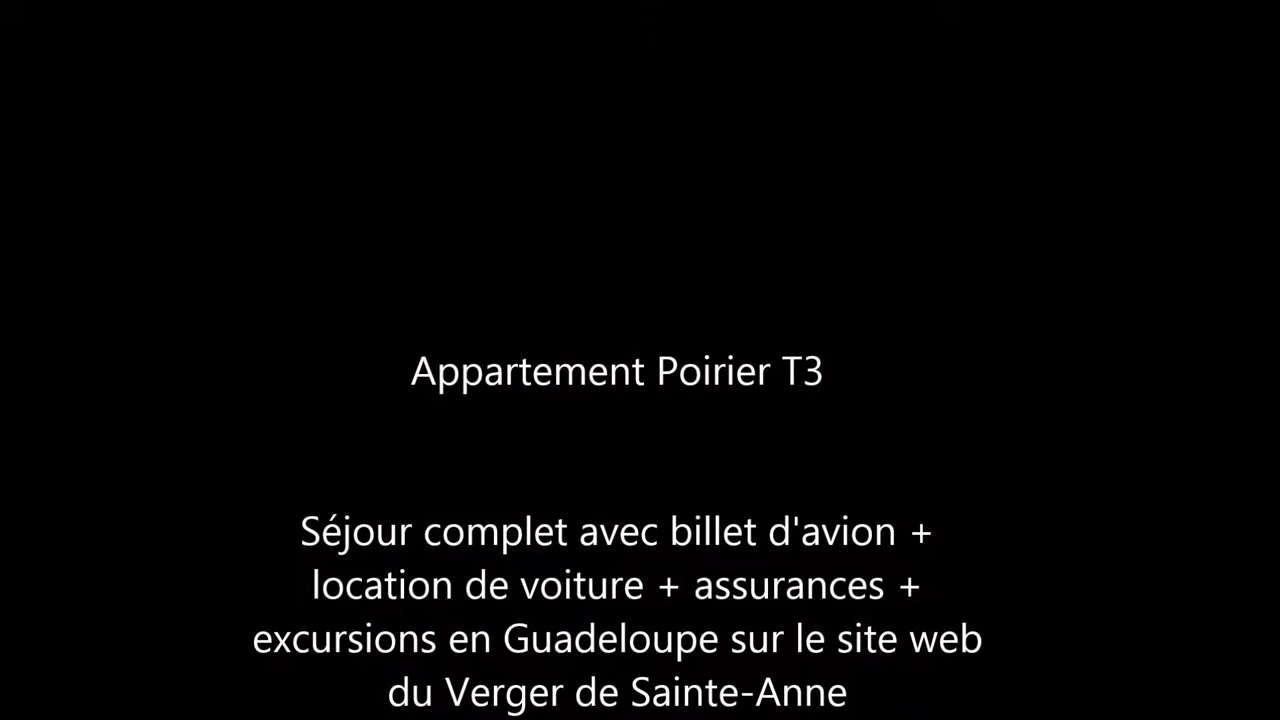 Appartement Poirier T3
Séjour complet avec billet d'avion +
location de voiture + assurances +
excursions en Guadeloupe sur le site web
du Verger de Sainte-Anne